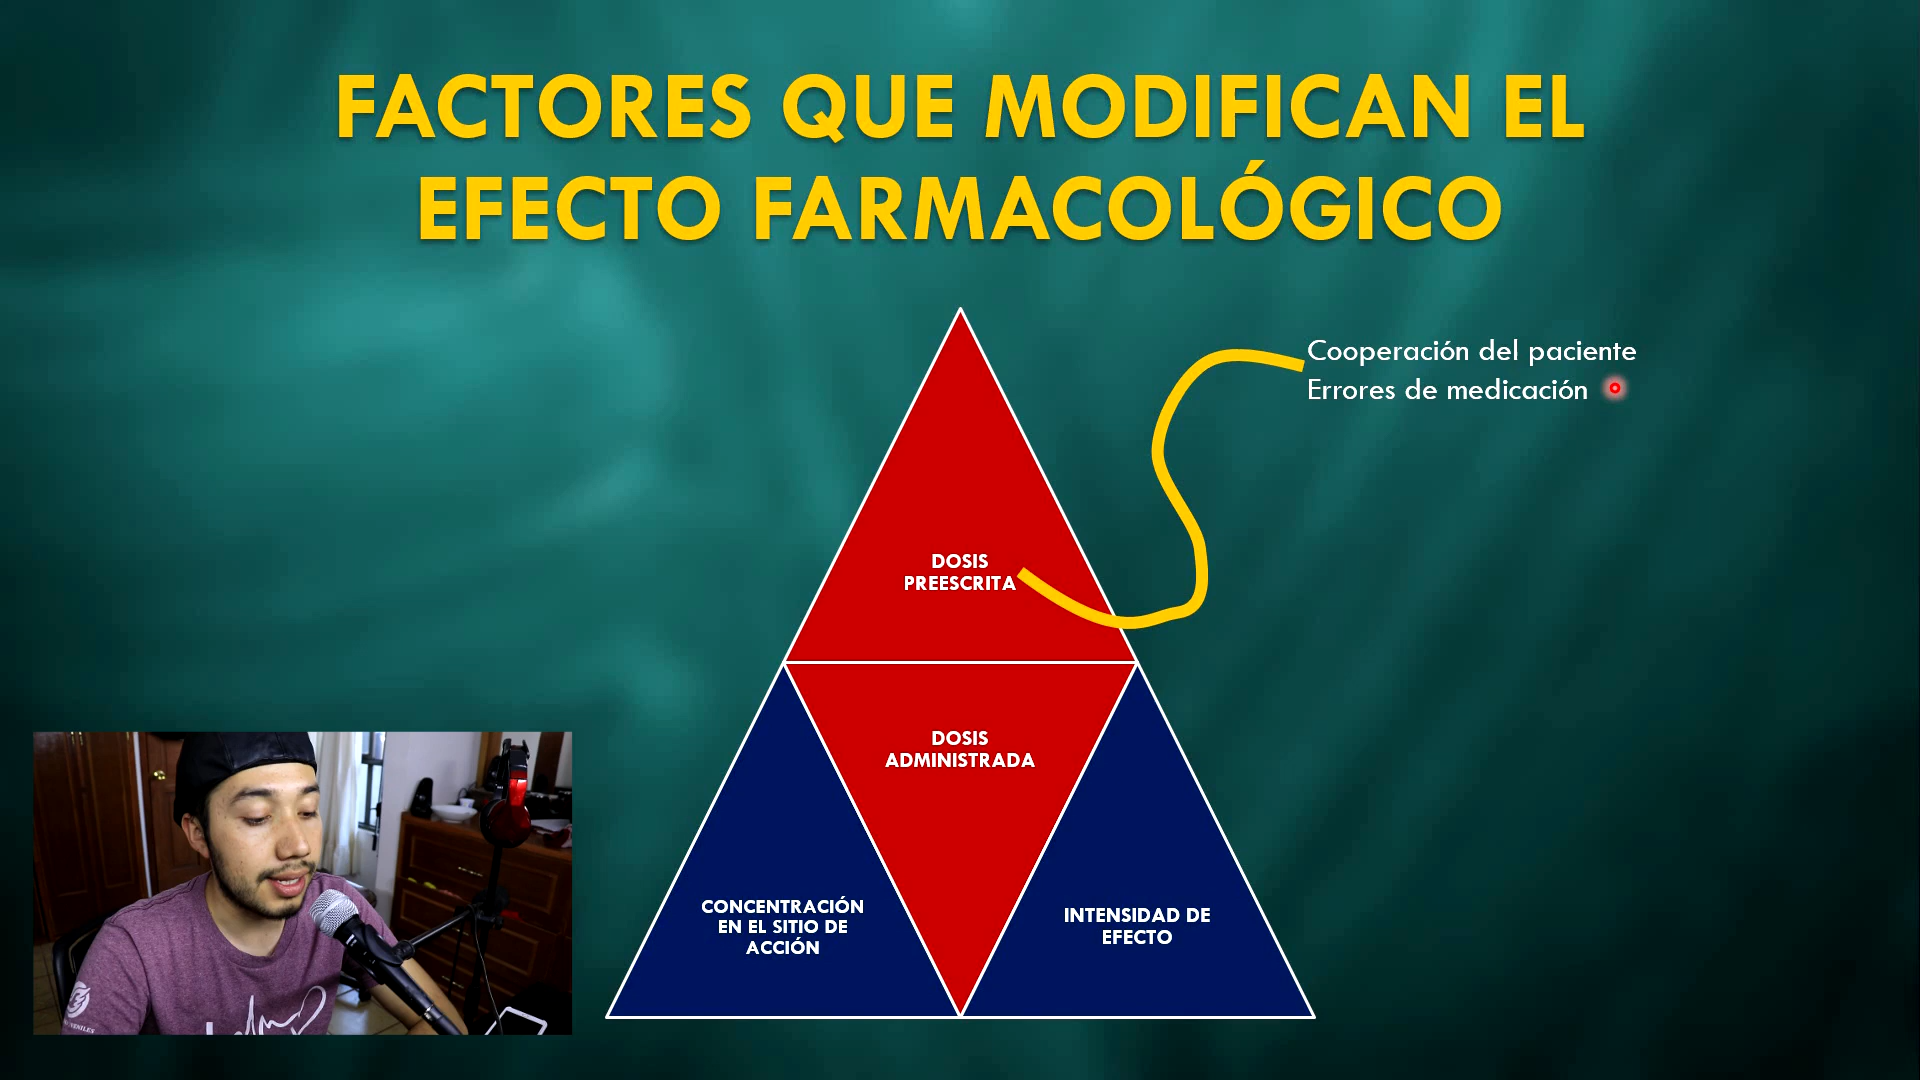 FACTORES QUE MODIFICAN EL
EFECTO FARMACOLÓGICO
Cooperación del paciente
Errores de medicación
DOSIS
PREESCRITA
DOSIS
ADMINISTRADA
CONCENTRACIÓN
EN EL SITIO DE
ACCIÓN
INTENSIDAD DE
EFECTO